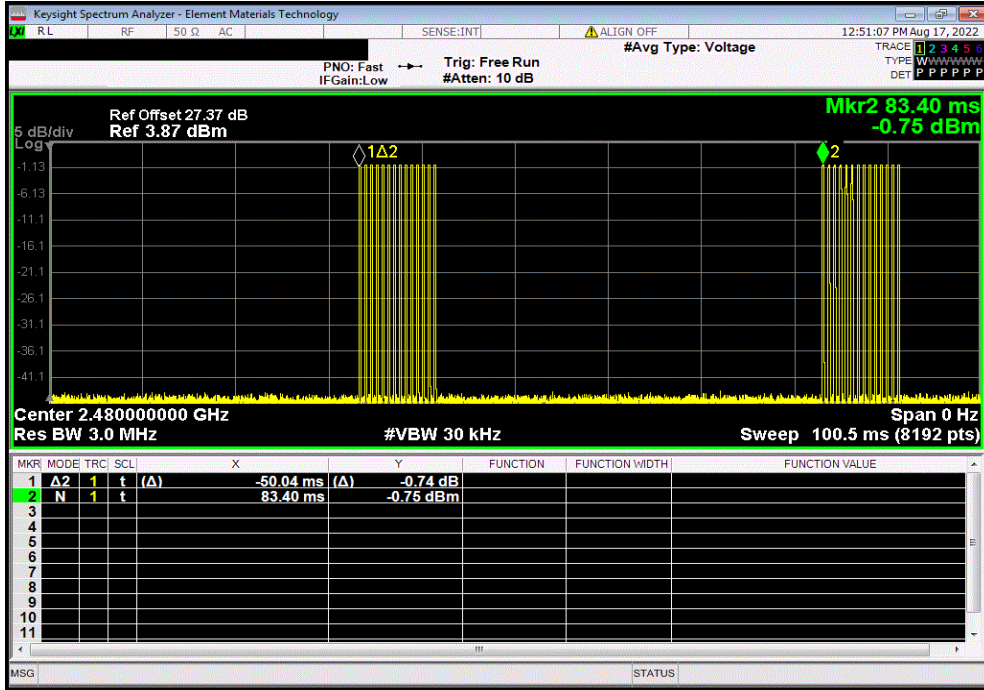 Keysight Spectrum Analyzer - Element Materials Technology
LXI RL RF 50 Ω AC SENSE:INT ALIGN OFF 12:51:07 PM Aug 17, 2022
#Avg Type: Voltage TRACE 1 2 3 4 5 6
PNO: Fast Trig: Free Run TYPE WWWWWW
IFGain:Low #Atten: 10 dB DET P P P P P P
Mkr2 83.40 ms
Ref Offset 27.37 dB
5 dB/div Ref 3.87 dBm -0.75 dBm
Log
1Δ2 2
-1.13
-6.13
-11.1
-16.1
-21.1
-26.1
-31.1
-36.1
-41.1
Center 2.480000000 GHz Span 0 Hz
Res BW 3.0 MHz #VBW 30 kHz Sweep 100.5 ms (8192 pts)
MKR MODE TRC SCL X Y FUNCTION FUNCTION WIDTH FUNCTION VALUE
1 Δ2 1 t (Δ) -50.04 ms (Δ) -0.74 dB
2 N 1 t 83.40 ms -0.75 dBm
3
4
5
6
7
8
9
10
11
MSG STATUS